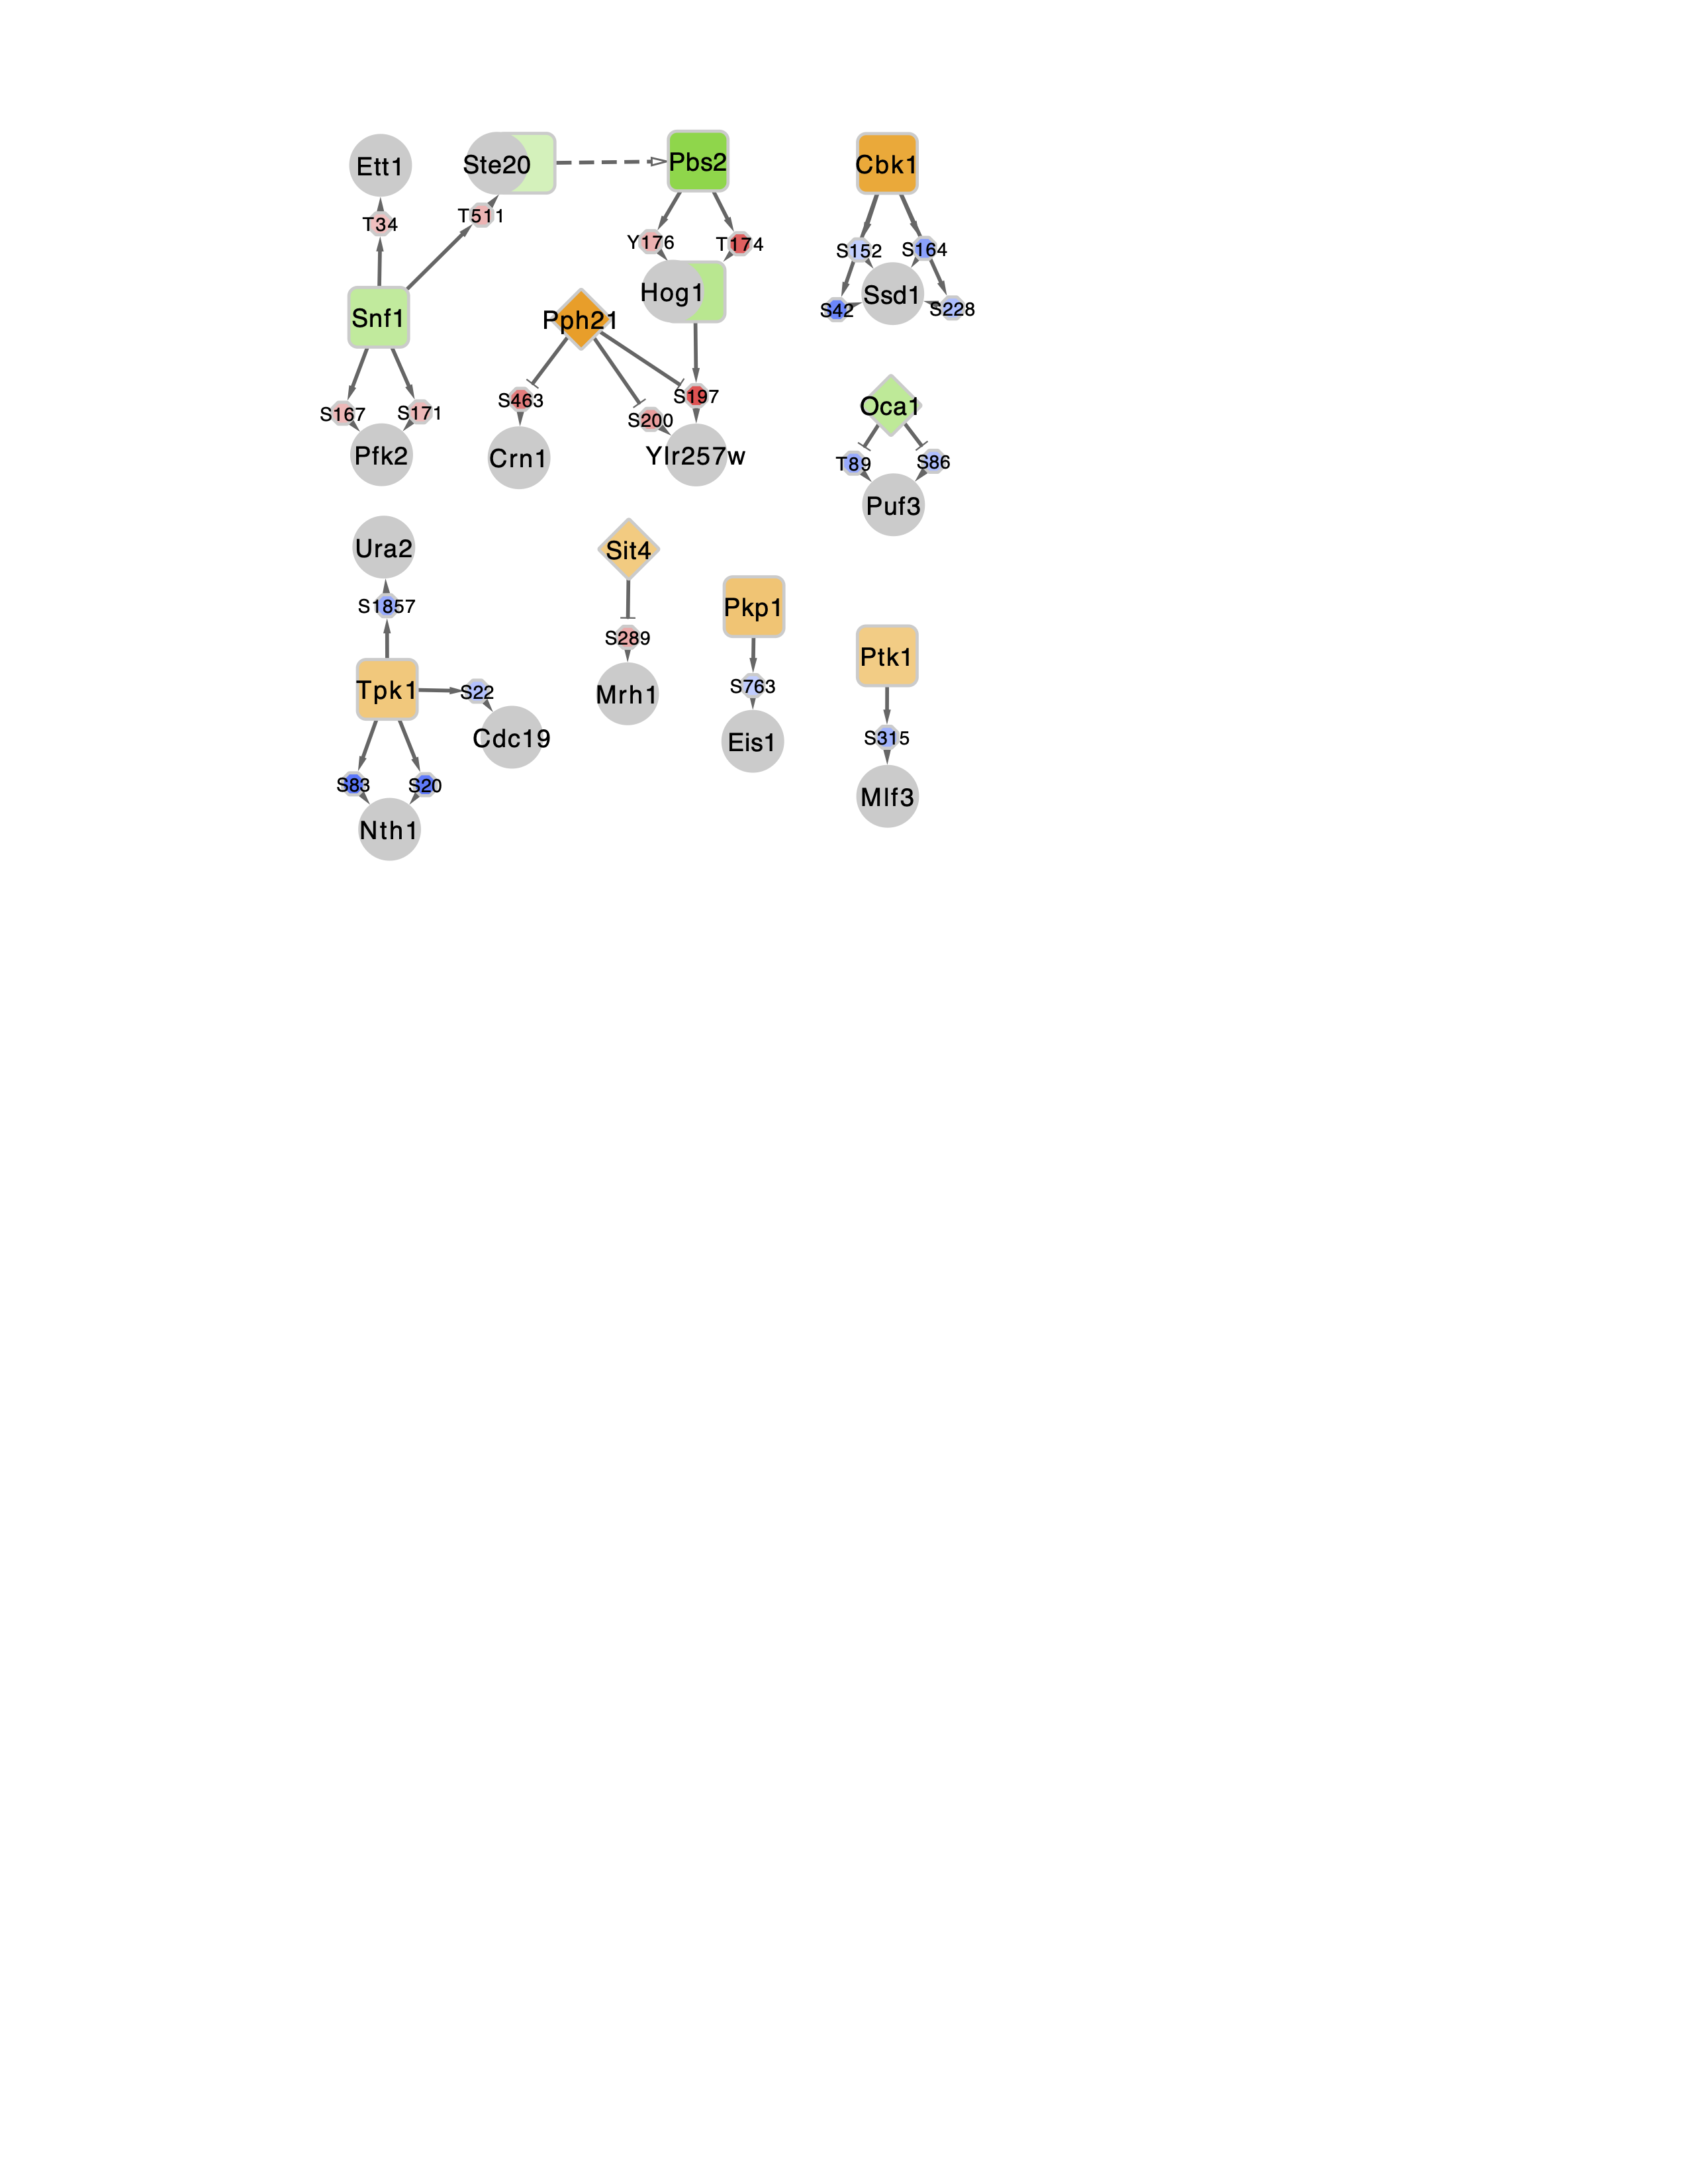 Ett1
Ste20
Pbs2
Cbk1
T34
T511
Y176
T174
S152
S164
Snf1
Pph21
Hog1
S42
Ssd1
S228
S167
S171
S463
S200
S197
Oca1
Pfk2
Crn1
Ylr257w
T89
S86
Puf3
Ura2
Sit4
S1857
Pkp1
S289
Ptk1
Tpk1
S22
Mrh1
S763
Cdc19
Eis1
S315
S83
S20
Mlf3
Nth1